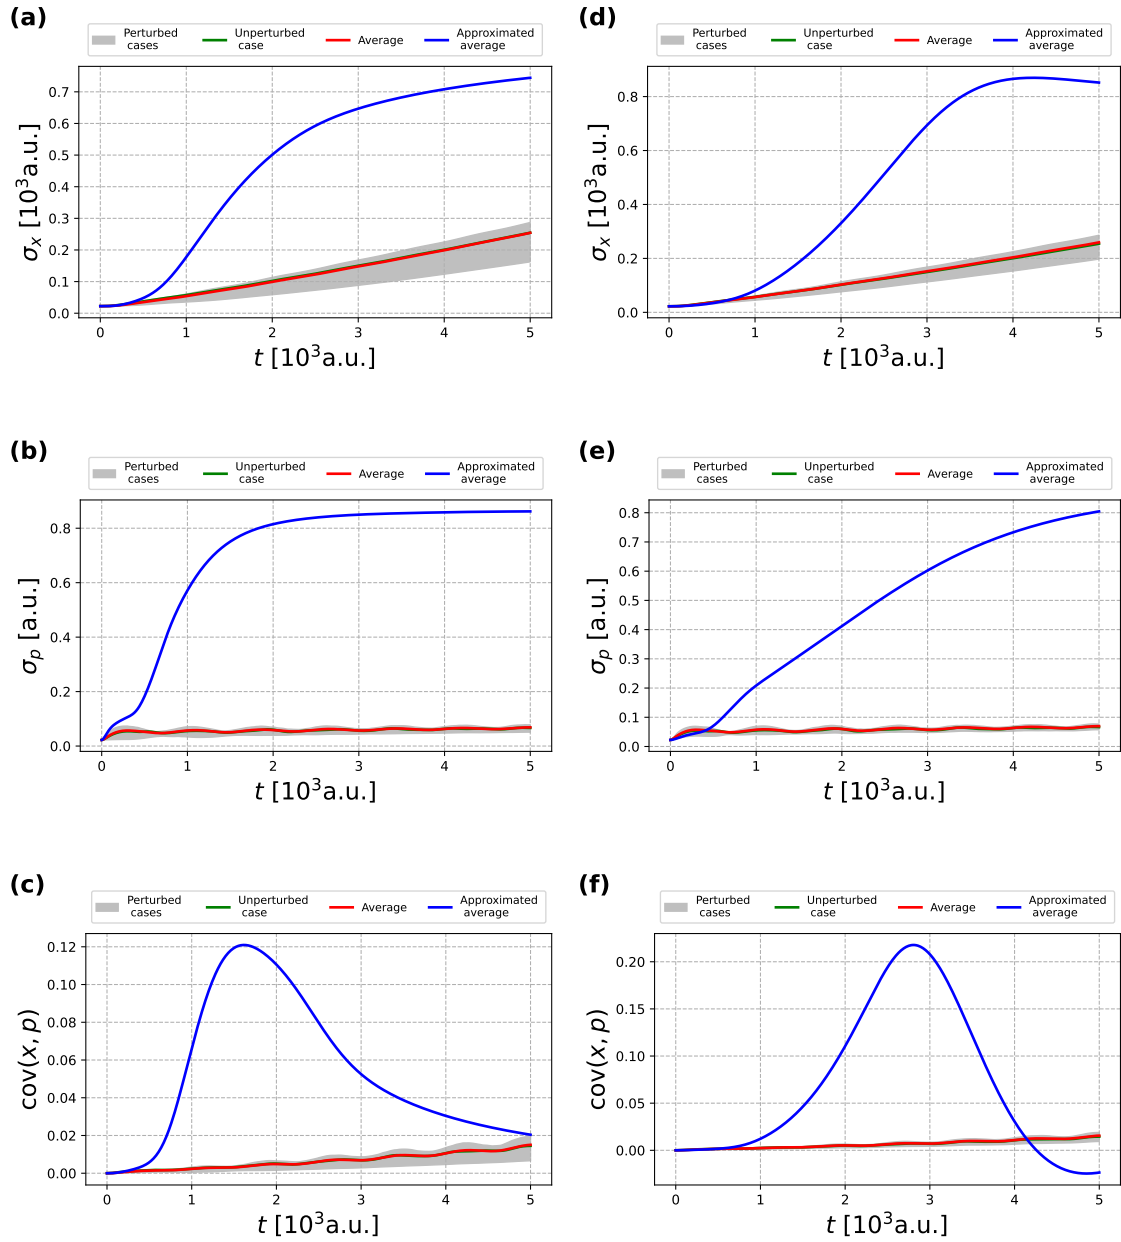 (a)
Perturbed cases
Unperturbed case
Average
Approximated average
σx [10³a.u.]
0.7
0.6
0.5
0.4
0.3
0.2
0.1
0.0
0 1 2 3 4 5
t [10³a.u.]
(d)
Perturbed cases
Unperturbed case
Average
Approximated average
σx [10³a.u.]
0.8
0.6
0.4
0.2
0.0
0 1 2 3 4 5
t [10³a.u.]
(b)
Perturbed cases
Unperturbed case
Average
Approximated average
σp [a.u.]
0.8
0.6
0.4
0.2
0.0
0 1 2 3 4 5
t [10³a.u.]
(e)
Perturbed cases
Unperturbed case
Average
Approximated average
σp [a.u.]
0.8
0.7
0.6
0.5
0.4
0.3
0.2
0.1
0.0
0 1 2 3 4 5
t [10³a.u.]
(c)
Perturbed cases
Unperturbed case
Average
Approximated average
cov(x, p)
0.12
0.10
0.08
0.06
0.04
0.02
0.00
0 1 2 3 4 5
t [10³a.u.]
(f)
Perturbed cases
Unperturbed case
Average
Approximated average
cov(x, p)
0.20
0.15
0.10
0.05
0.00
0 1 2 3 4 5
t [10³a.u.]